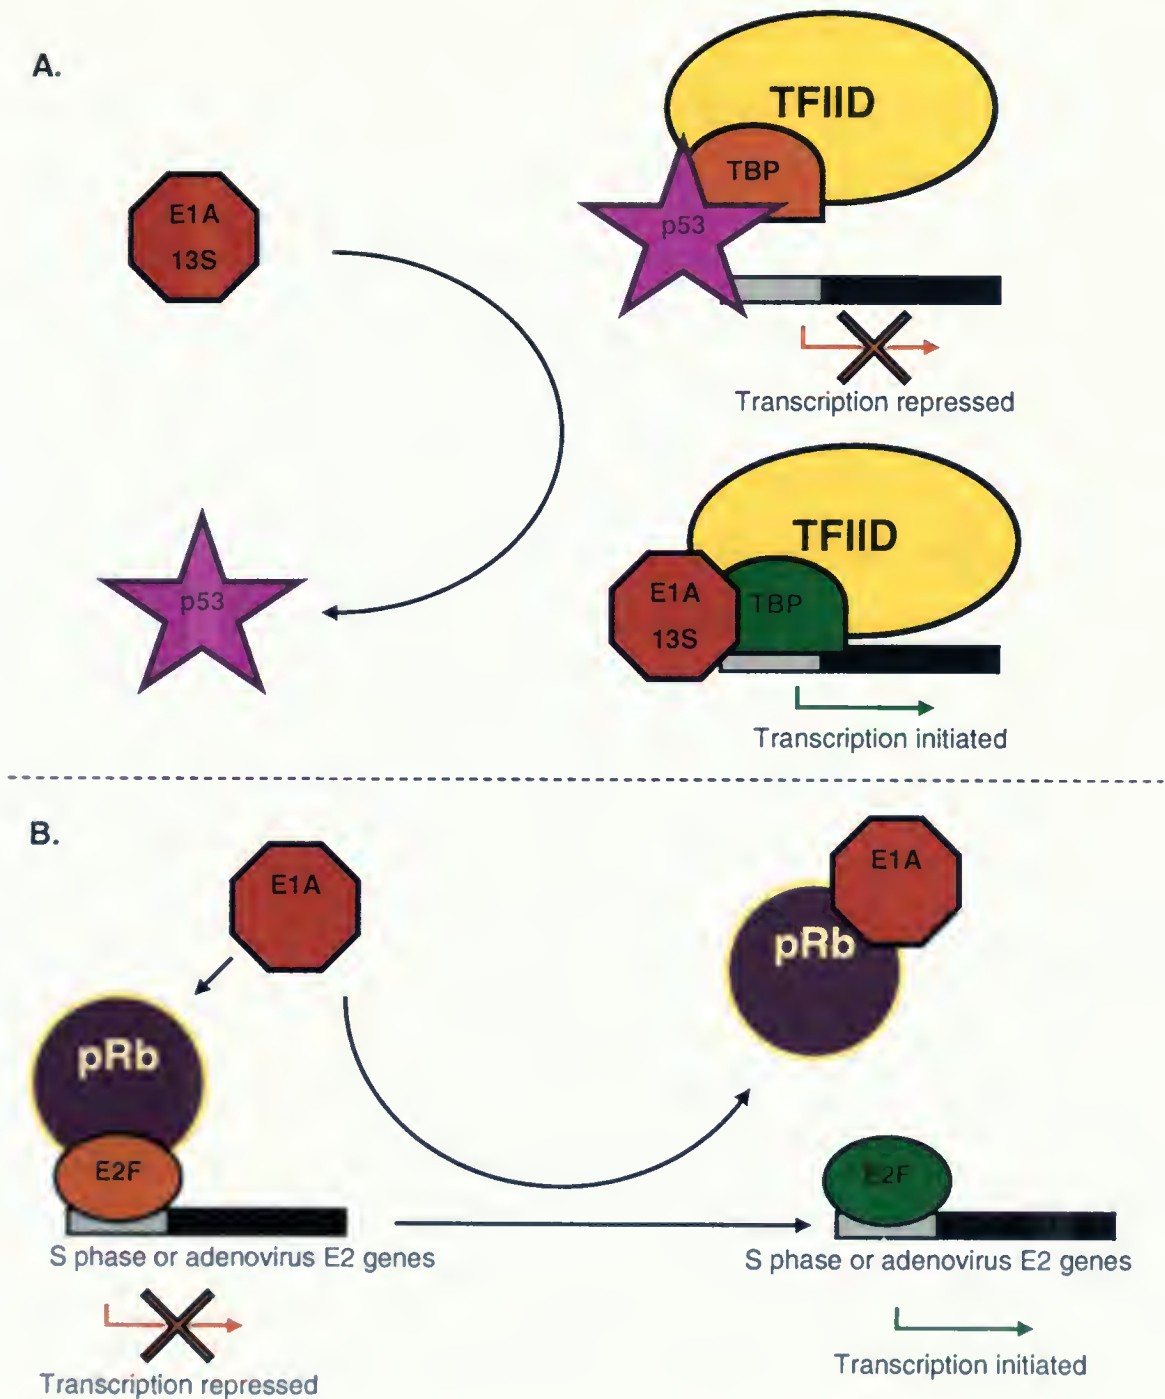 A.
TFIID
TBP
E1A
13S
p53
Transcription repressed
TFIID
E1A
13S
TBP
p53
Transcription initiated
B.
E1A
E1A
pRb
pRb
E2F
E2F
S phase or adenovirus E2 genes
S phase or adenovirus E2 genes
Transcription repressed
Transcription initiated